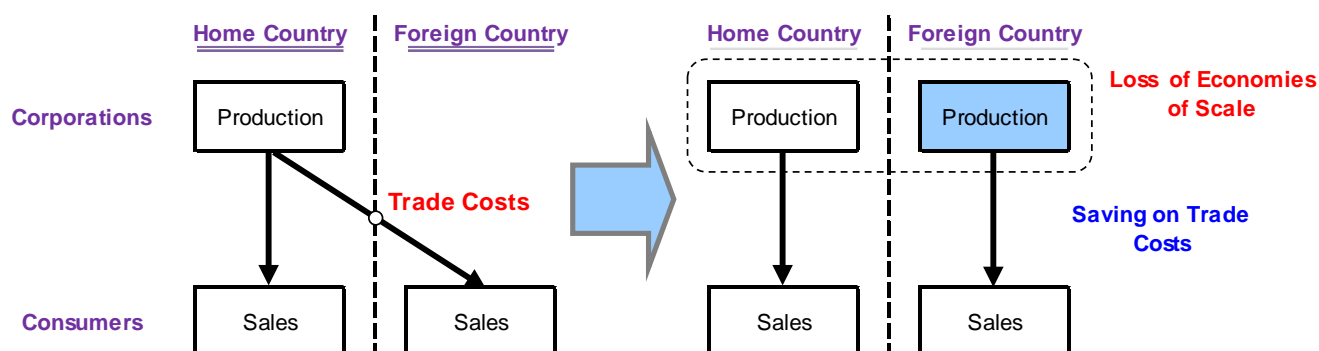 Home Country Foreign Country Home Country Foreign Country
Loss of Economies
of Scale
Corporations Production Production Production
Trade Costs
Saving on Trade
Costs
Consumers Sales Sales Sales Sales